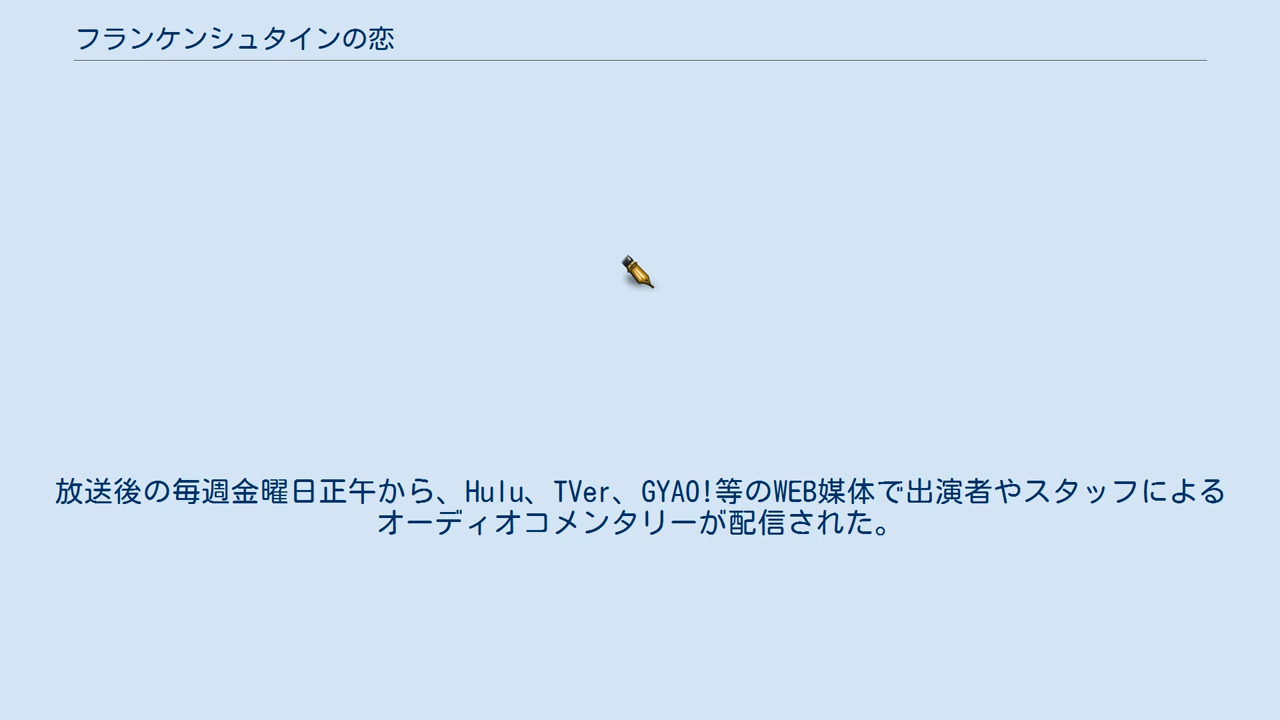 フランケンシュタインの恋
放送後の毎週金曜日正午から、Hulu、TVer、GYAO!等のWEB媒体で出演者やスタッフによる
オーディオコメンタリーが配信された。